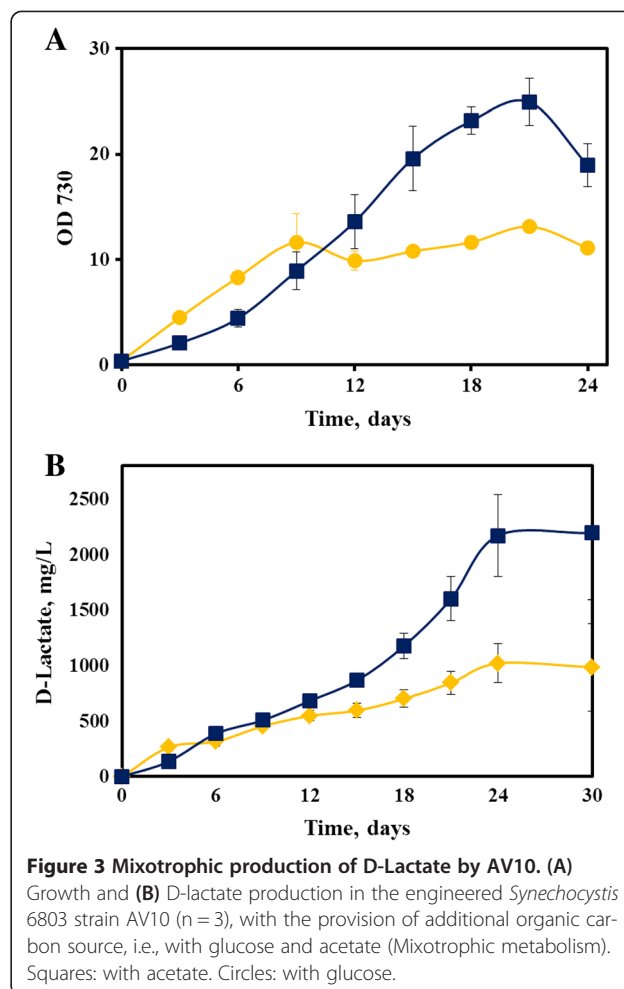 A
30
20
10
0
OD 730
0 6 12 18 24
Time, days
B
2500
2000
1500
1000
500
0
D-Lactate, mg/L
0 6 12 18 24 30
Time, days
Figure 3 Mixotrophic production of D-Lactate by AV10. (A)
Growth and (B) D-lactate production in the engineered Synechocystis
6803 strain AV10 (n = 3), with the provision of additional organic car-
bon source, i.e., with glucose and acetate (Mixotrophic metabolism).
Squares: with acetate. Circles: with glucose.